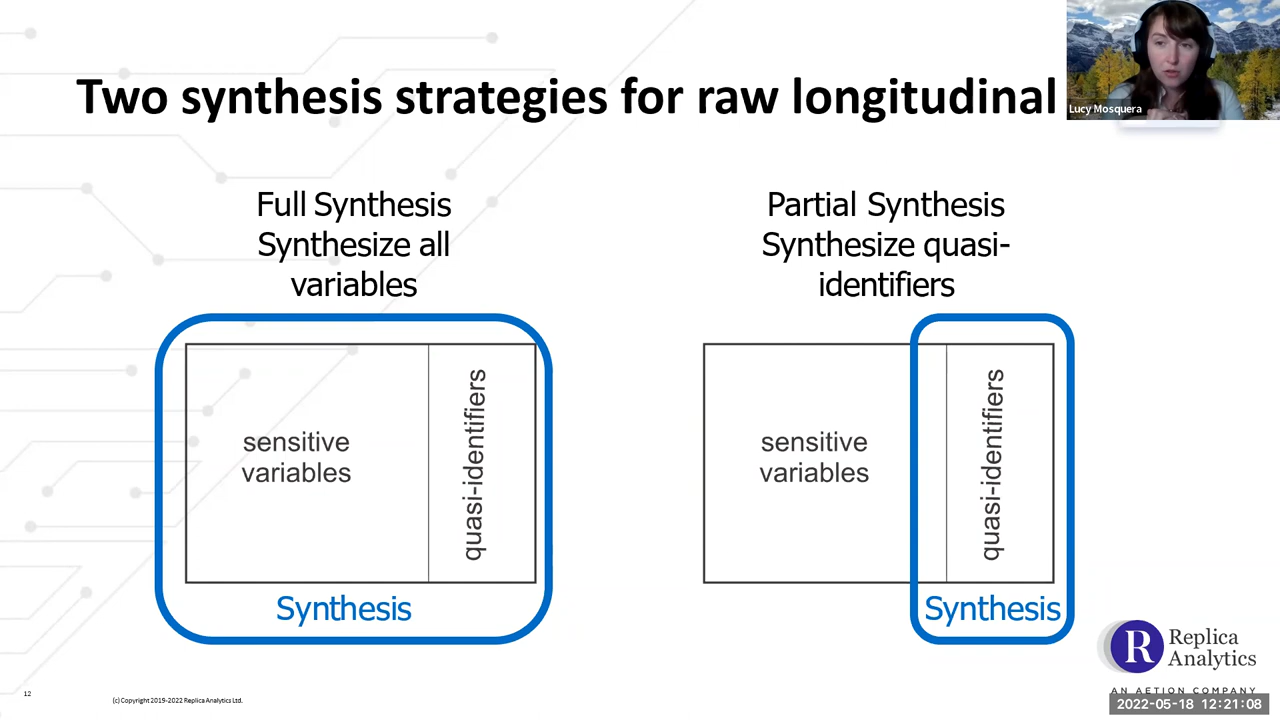 Two synthesis strategies for raw longitudinal
Lucy Mosquera
Full Synthesis
Synthesize all
variables
Partial Synthesis
Synthesize quasi-
identifiers
sensitive
variables
quasi-identifiers
Synthesis
sensitive
variables
quasi-identifiers
Synthesis
R
Replica
Analytics
AN AETION COMPANY
12
(c) Copyright 2019-2022 Replica Analytics Ltd.
2022-05-18 12:21:08